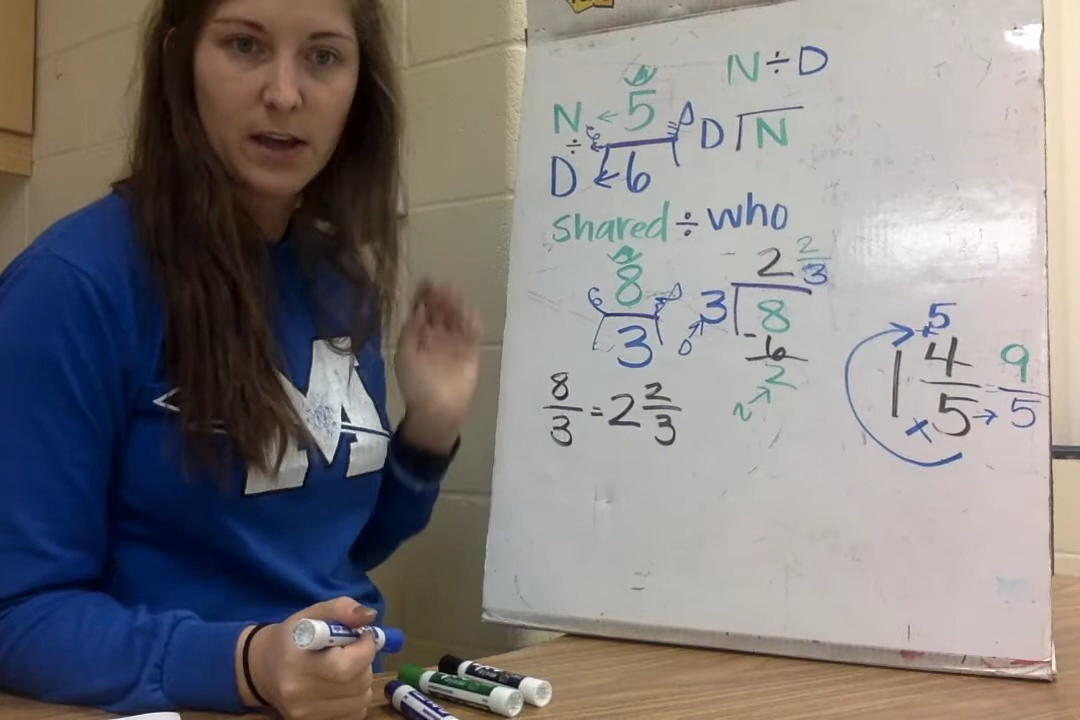 N ÷ D
N ← 5
÷
D ← 6
D⟌N
shared ÷ who
8/3
2 2/3
3⟌8
-6
2
N
D
8/3 = 2 2/3
5
+
1 4/5 = 9/5
×
→
M